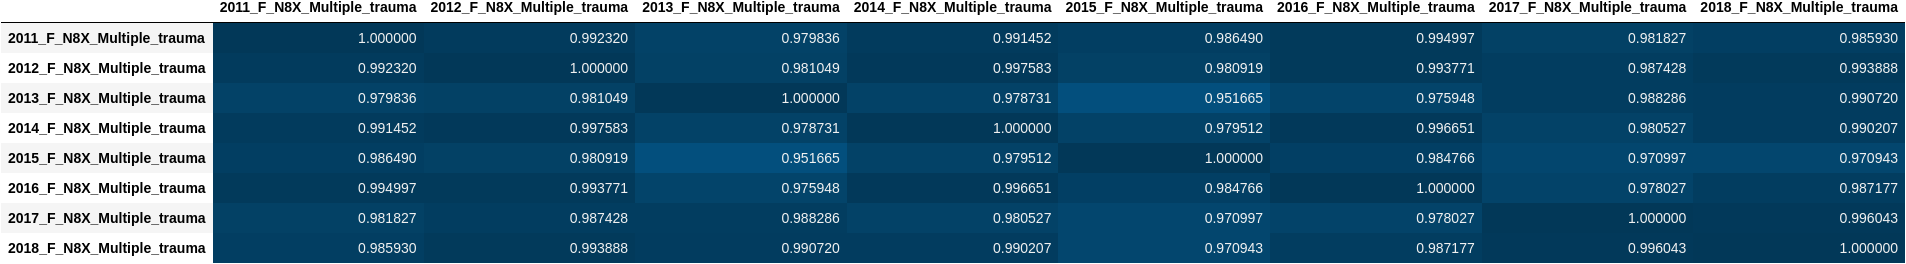 2011_F_N8X_Multiple_trauma 2012_F_N8X_Multiple_trauma 2013_F_N8X_Multiple_trauma 2014_F_N8X_Multiple_trauma 2015_F_N8X_Multiple_trauma 2016_F_N8X_Multiple_trauma 2017_F_N8X_Multiple_trauma 2018_F_N8X_Multiple_trauma
2011_F_N8X_Multiple_trauma 1.000000 0.992320 0.979836 0.991452 0.986490 0.994997 0.981827 0.985930
2012_F_N8X_Multiple_trauma 0.992320 1.000000 0.981049 0.997583 0.980919 0.993771 0.987428 0.993888
2013_F_N8X_Multiple_trauma 0.979836 0.981049 1.000000 0.978731 0.951665 0.975948 0.988286 0.990720
2014_F_N8X_Multiple_trauma 0.991452 0.997583 0.978731 1.000000 0.979512 0.996651 0.980527 0.990207
2015_F_N8X_Multiple_trauma 0.986490 0.980919 0.951665 0.979512 1.000000 0.984766 0.970997 0.970943
2016_F_N8X_Multiple_trauma 0.994997 0.993771 0.975948 0.996651 0.984766 1.000000 0.978027 0.987177
2017_F_N8X_Multiple_trauma 0.981827 0.987428 0.988286 0.980527 0.970997 0.978027 1.000000 0.996043
2018_F_N8X_Multiple_trauma 0.985930 0.993888 0.990720 0.990207 0.970943 0.987177 0.996043 1.000000